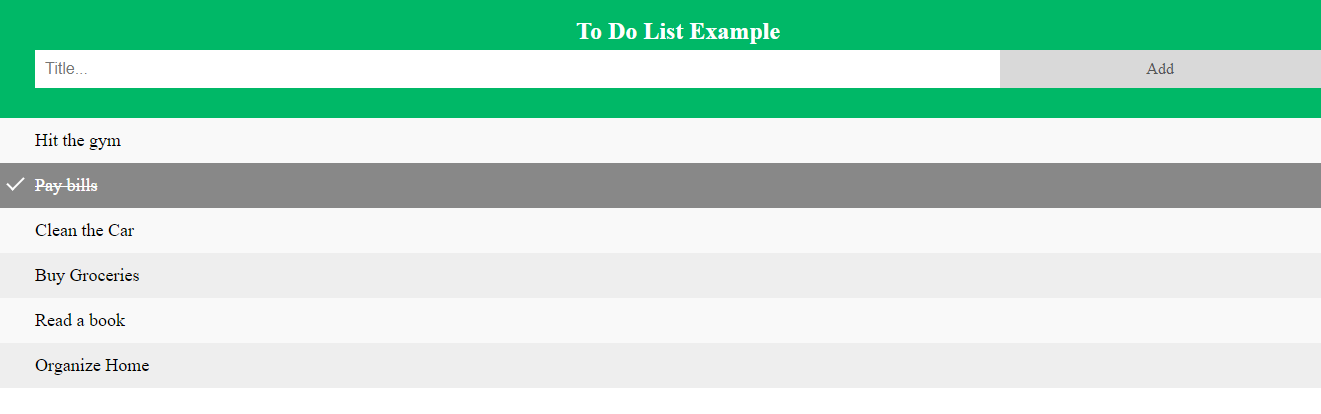 To Do List Example
Title...
Add
Hit the gym
Pay bills
Clean the Car
Buy Groceries
Read a book
Organize Home